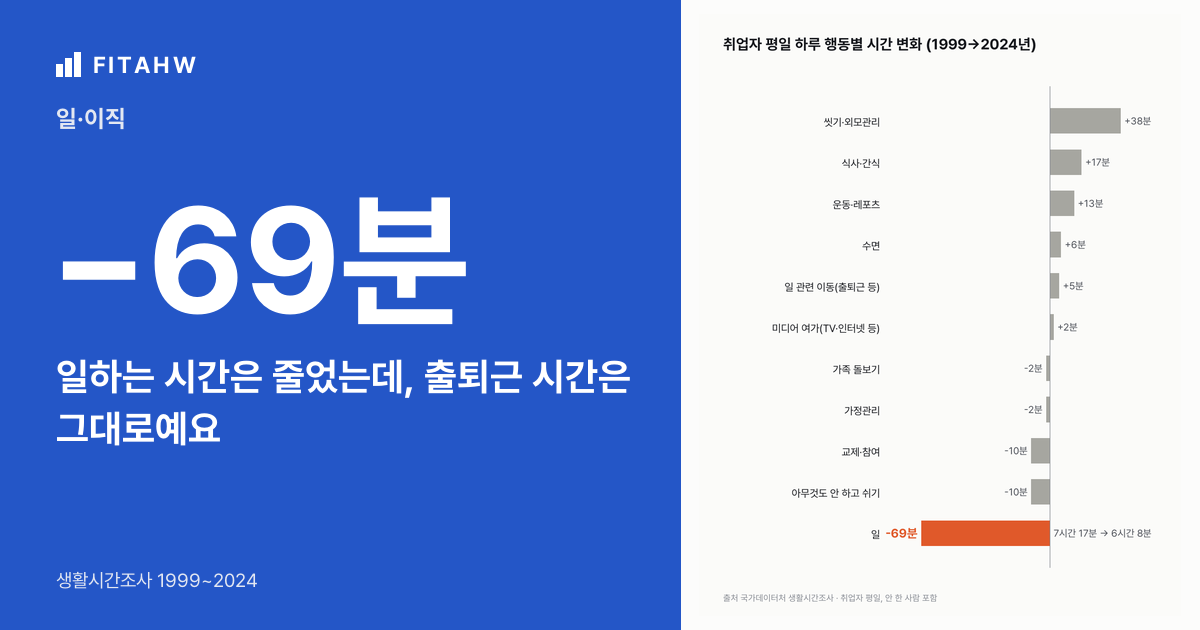 FITAHW
일·이직
−69분
일하는 시간은 줄었는데, 출퇴근 시간은
그대로예요
생활시간조사 1999~2024
취업자 평일 하루 행동별 시간 변화 (1999→2024년)
씻기·외모관리 +38분
식사·간식 +17분
운동·레포츠 +13분
수면 +6분
일 관련 이동(출퇴근 등) +5분
미디어 여가(TV·인터넷 등) +2분
가족 돌보기 -2분
가정관리 -2분
교제·참여 -10분
아무것도 안 하고 쉬기 -10분
일 -69분 7시간 17분 → 6시간 8분
출처 국가데이터처 생활시간조사 · 취업자 평일, 안 한 사람 포함